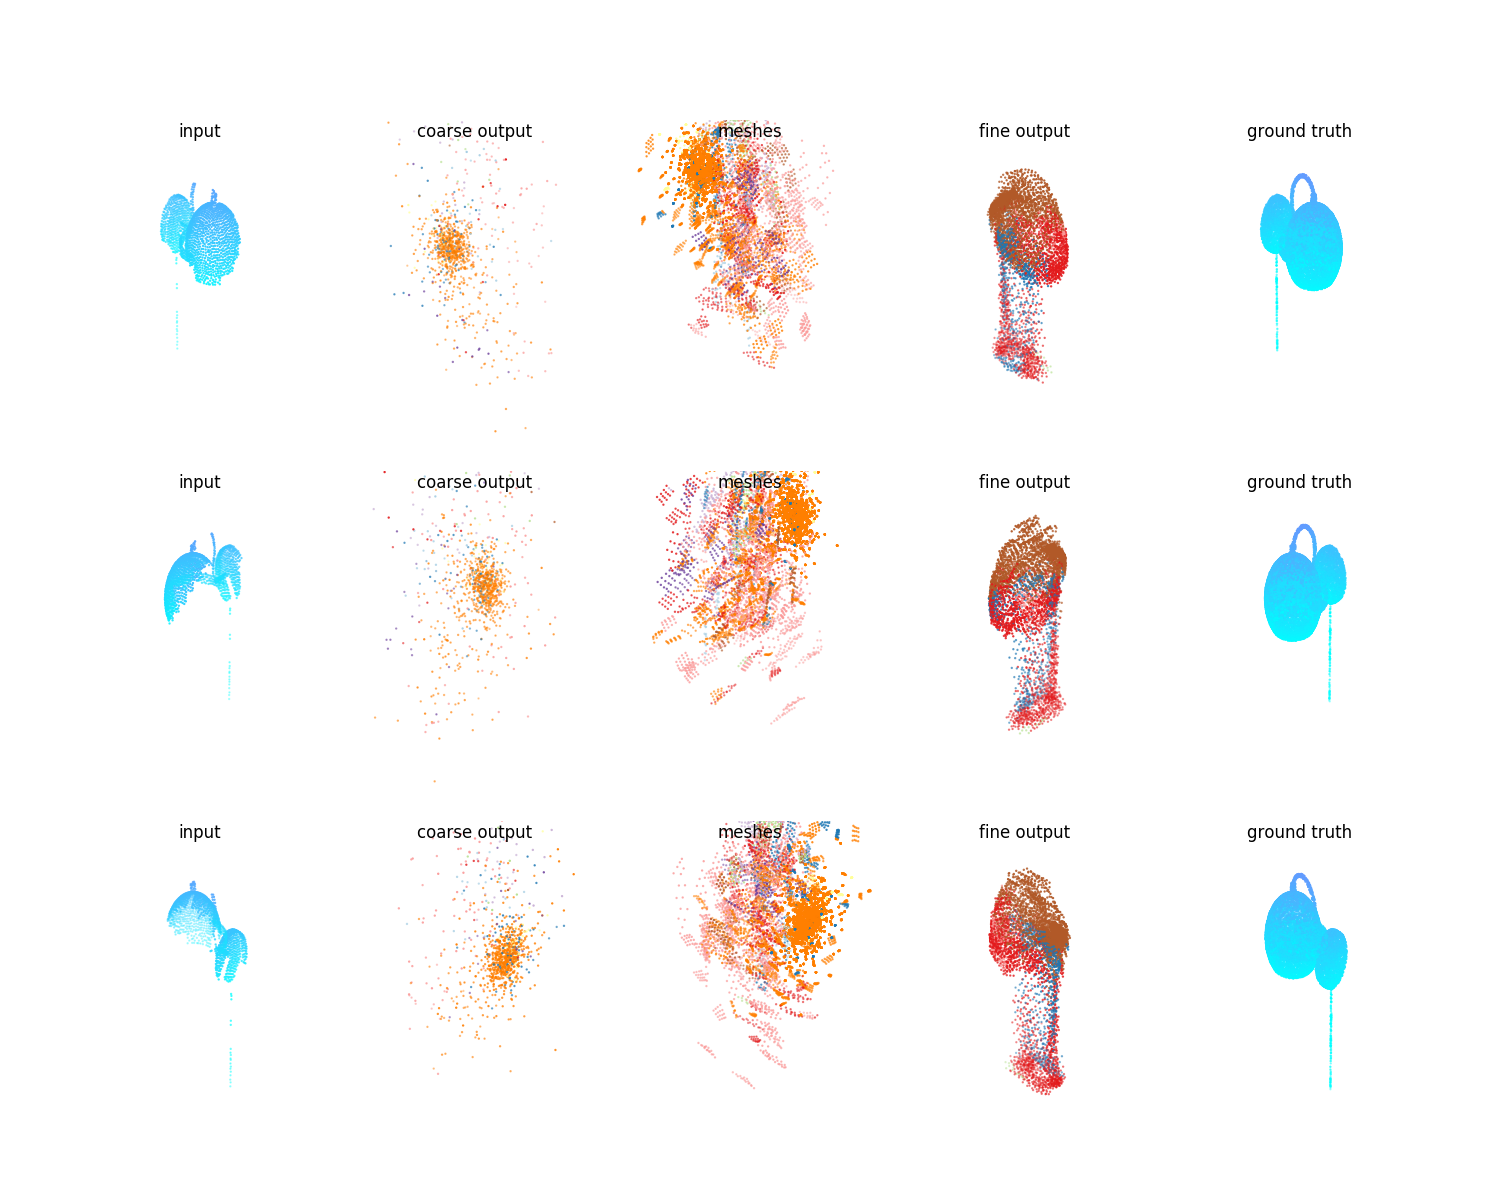 input
coarse output
meshes
fine output
ground truth
input
coarse output
meshes
fine output
ground truth
input
coarse output
meshes
fine output
ground truth